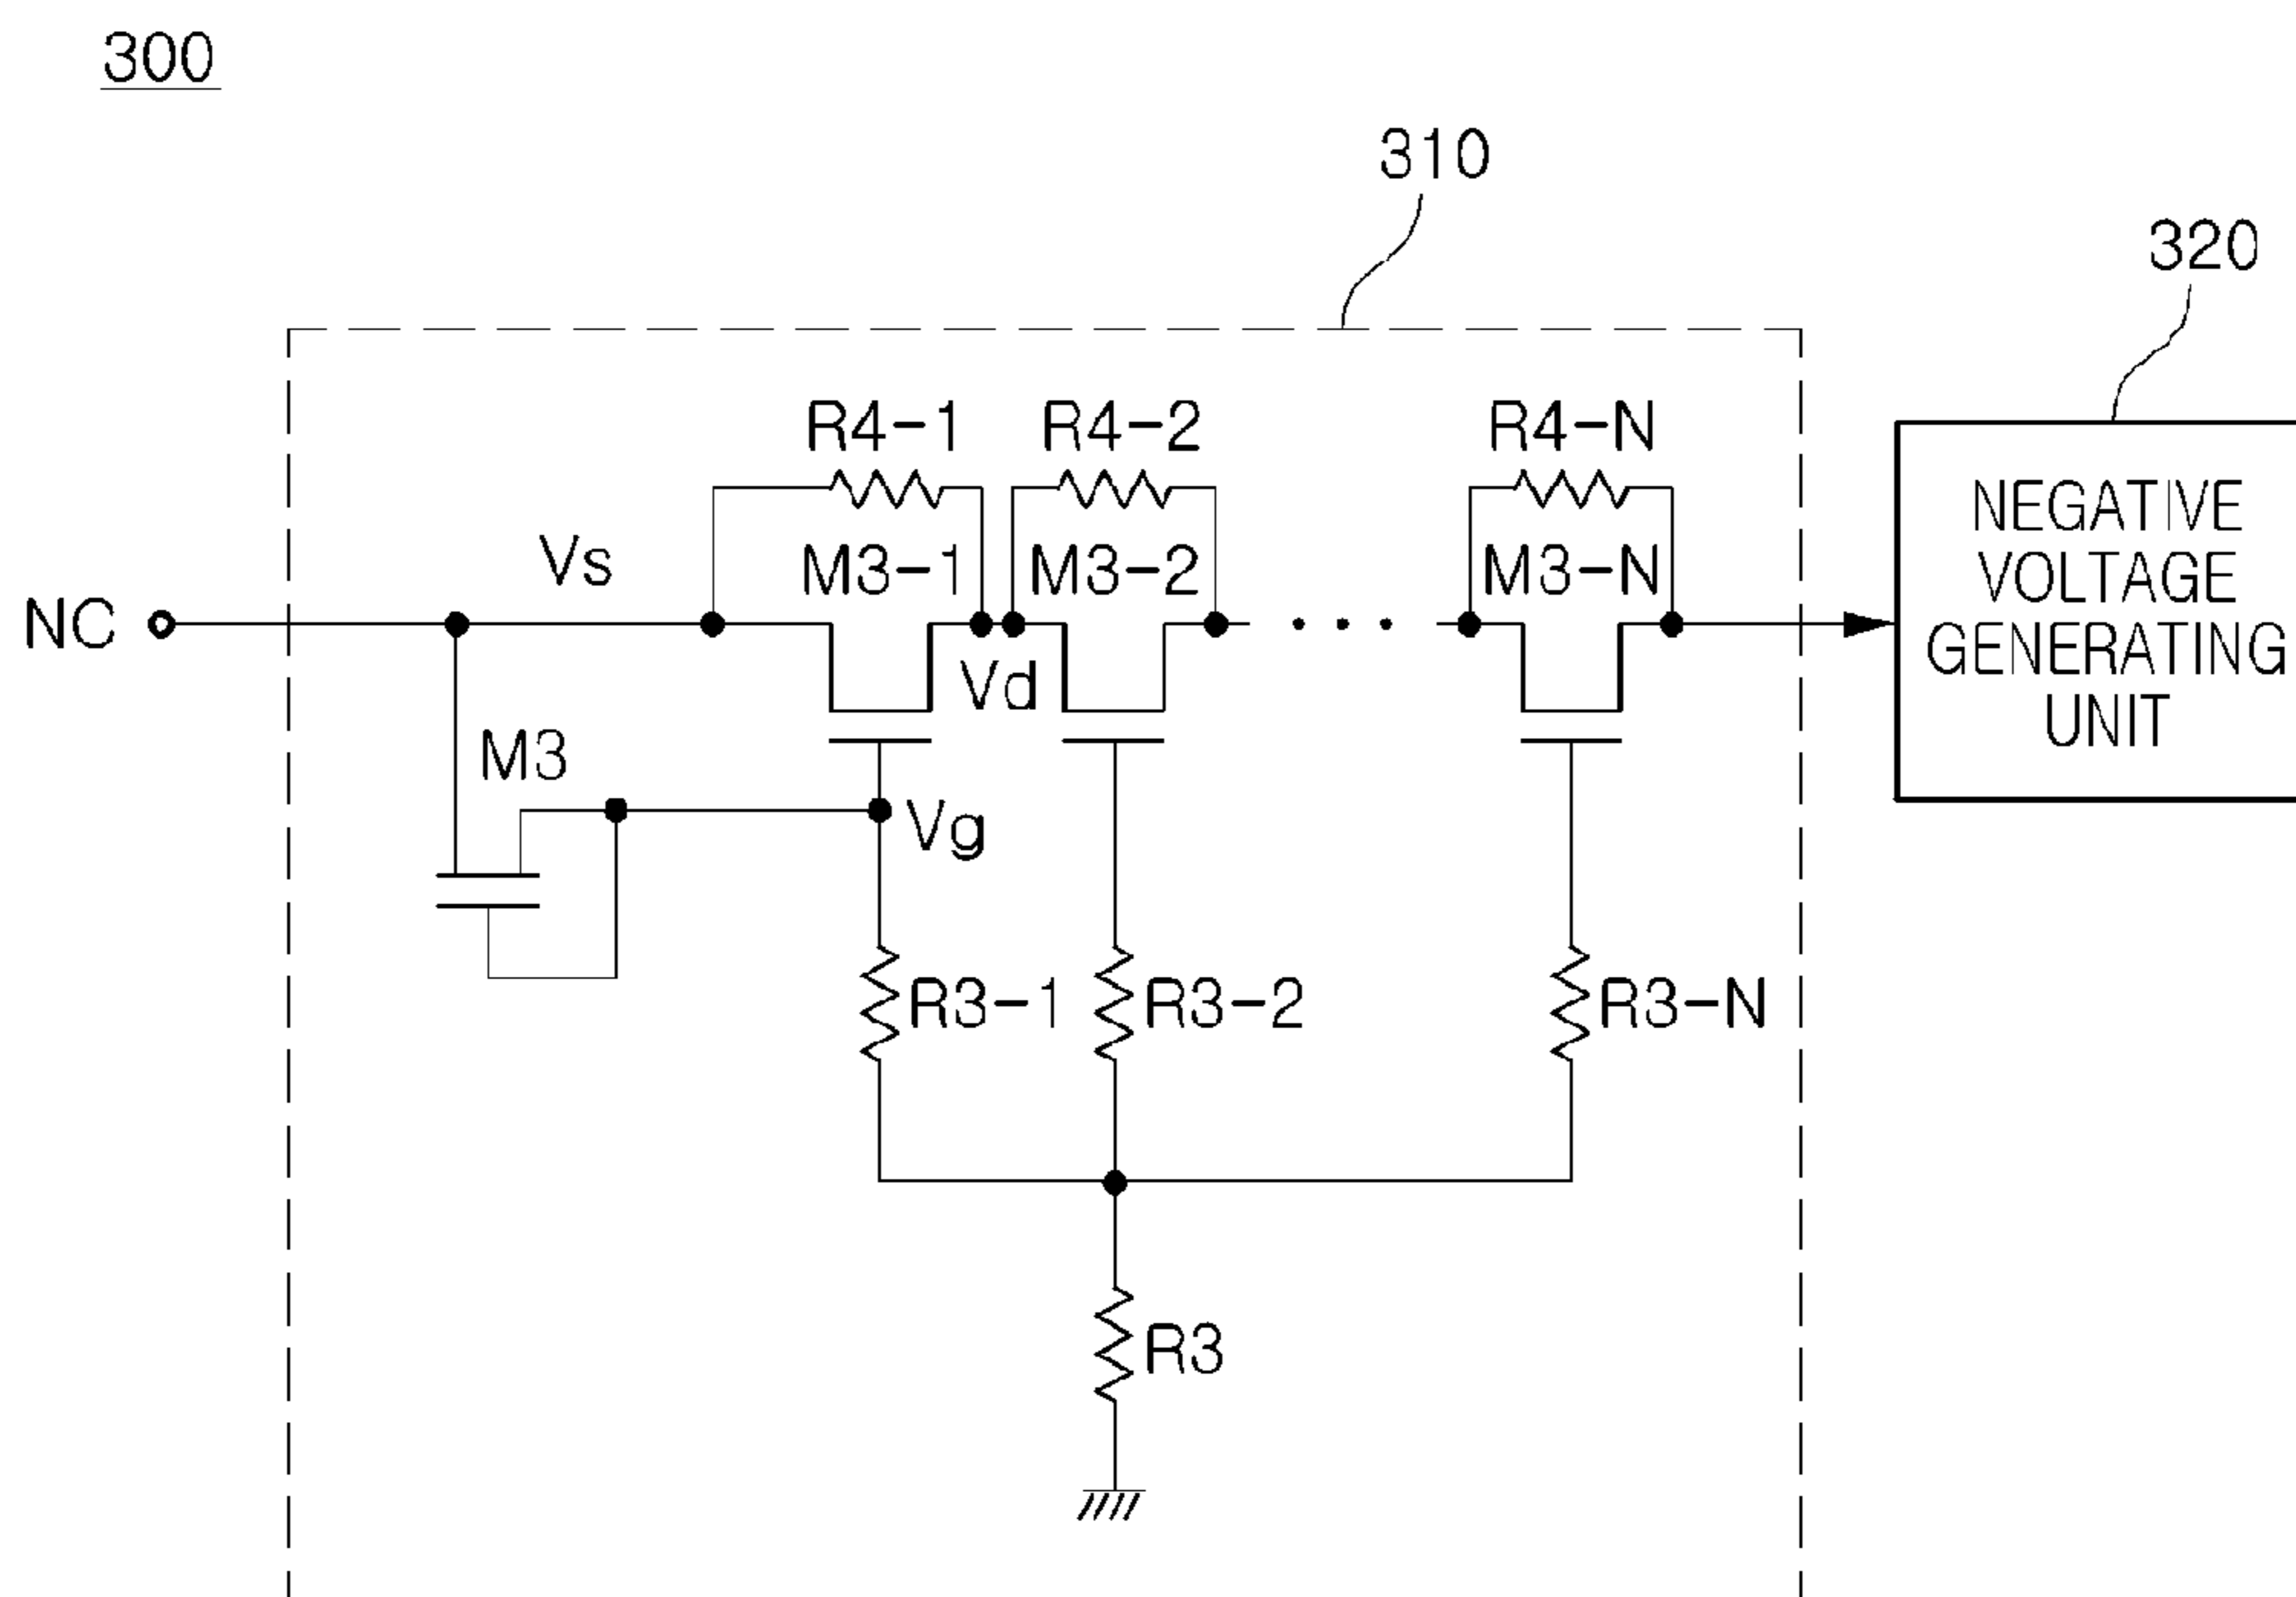 300
310
320
R4-1
R4-2
R4-N
NEGATIVE
VOLTAGE
GENERATING
UNIT
Vs
M3-1
M3-2
M3-N
NC
Vd
M3
Vg
R3-1
R3-2
R3-N
R3